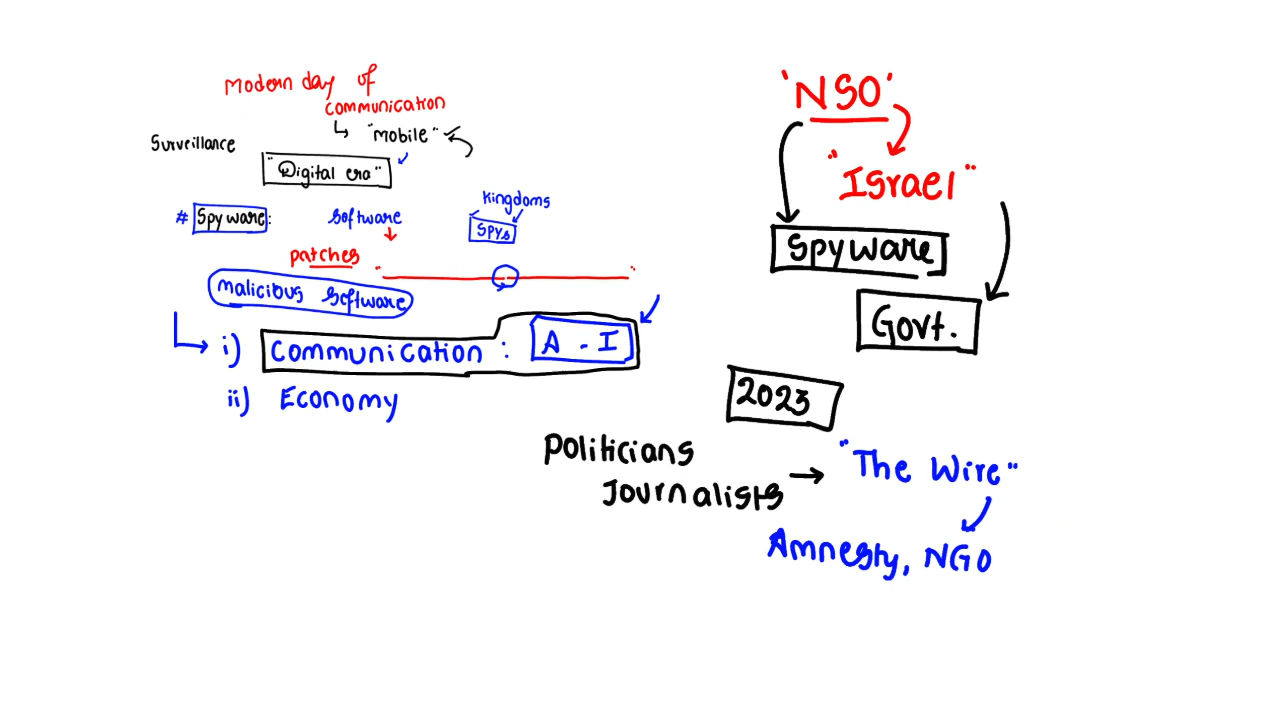 Modern day of
communication
"Mobile"
Surveillance
"Digital era"
# Spyware: Software
Kingdoms
Spys
patches
malicious software
i) Communication : A - I
ii) Economy
'NSO'
"Israel"
Spyware
Govt.
2023
Politicians
Journalists → "The Wire"
Amnesty, NGO